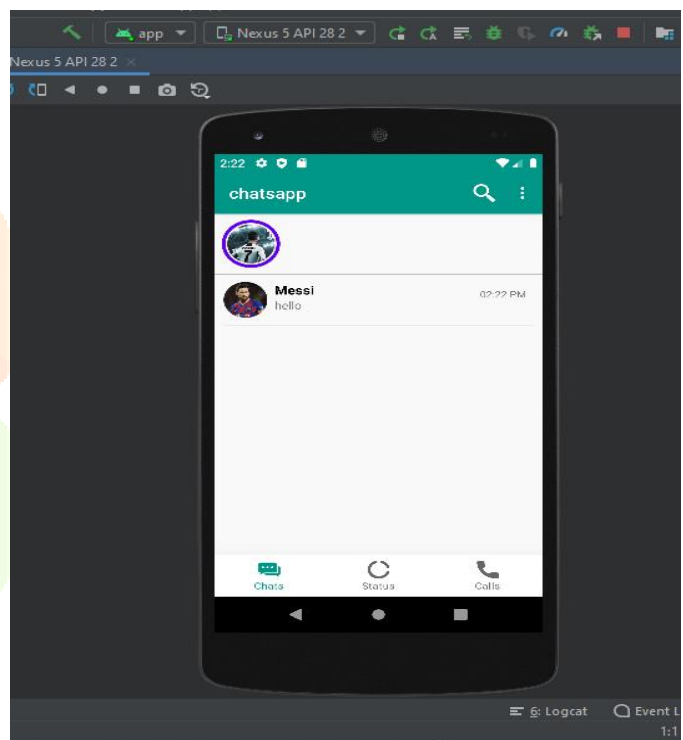 app Nexus 5 API 28 2
Nexus 5 API 28 2
2:22
chatsapp
7
Messi
hello
02:22 PM
Chats Status Calls
6: Logcat Event L
1:1